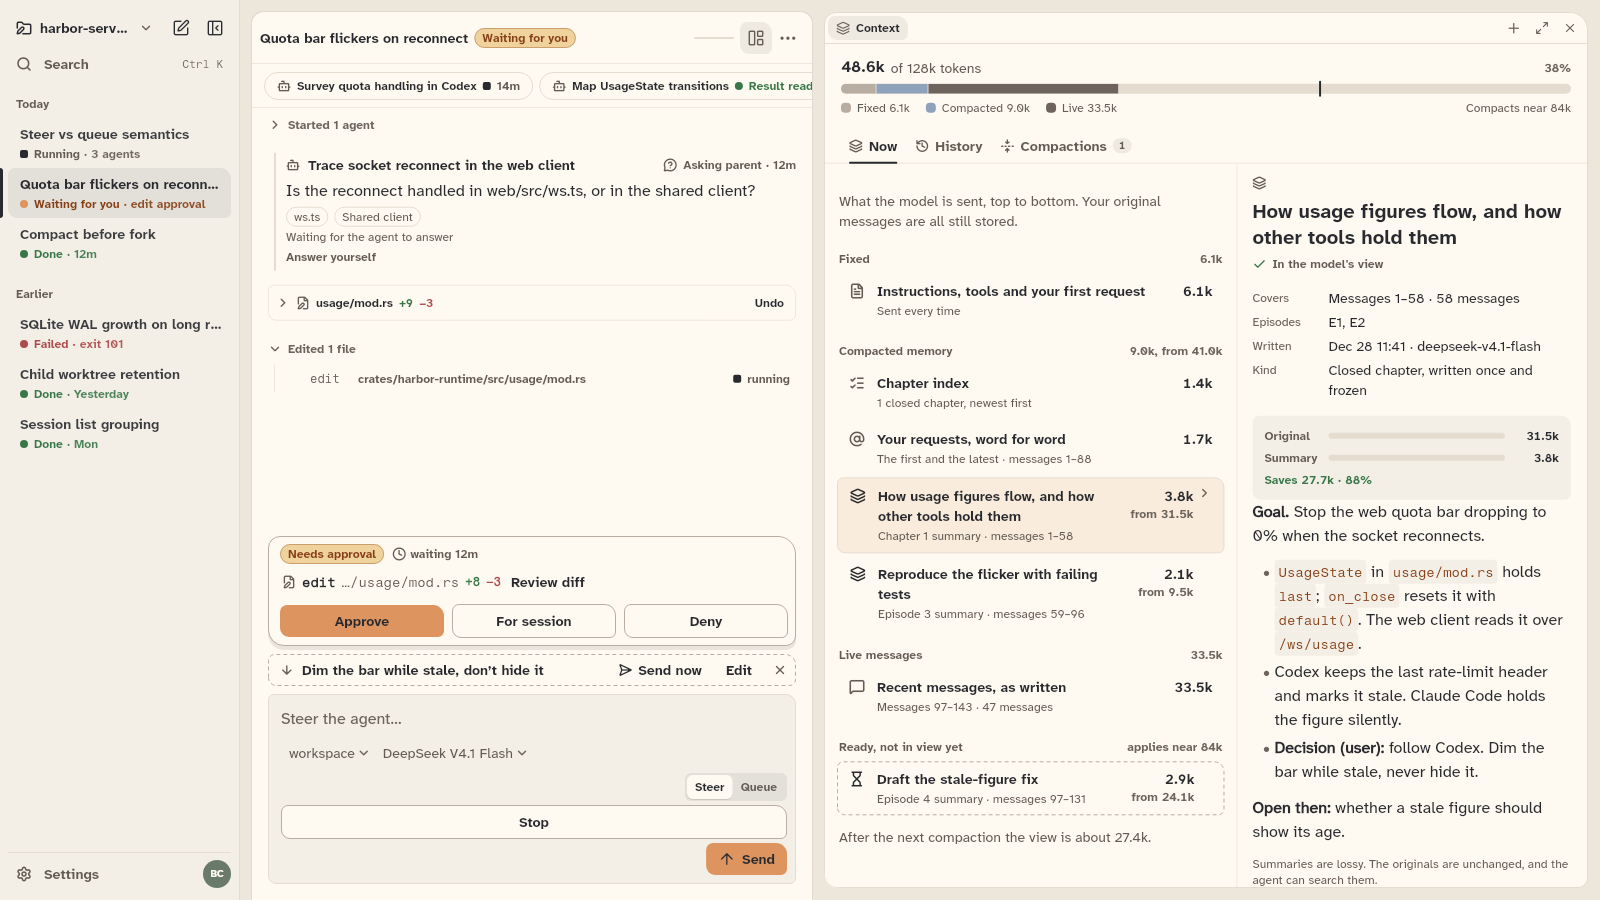 harbor-serv...
Search
Ctrl K
Today
Steer vs queue semantics
Running · 3 agents
Quota bar flickers on reconn...
Waiting for you · edit approval
Compact before fork
Done · 12m
Earlier
SQLite WAL growth on long r...
Failed · exit 101
Child worktree retention
Done · Yesterday
Session list grouping
Done · Mon
Settings
BC
Quota bar flickers on reconnect
Waiting for you
Survey quota handling in Codex 14m
Map UsageState transitions Result read
Started 1 agent
Trace socket reconnect in the web client
Asking parent · 12m
Is the reconnect handled in web/src/ws.ts, or in the shared client?
ws.ts
Shared client
Waiting for the agent to answer
Answer yourself
usage/mod.rs +9 −3
Undo
Edited 1 file
edit crates/harbor-runtime/src/usage/mod.rs
running
Needs approval
waiting 12m
edit …/usage/mod.rs +8 −3 Review diff
Approve
For session
Deny
Dim the bar while stale, don't hide it
Send now
Edit
Steer the agent...
workspace
DeepSeek V4.1 Flash
Steer
Queue
Stop
Send
Context
48.6k of 128k tokens
38%
Fixed 6.1k
Compacted 9.0k
Live 33.5k
Compacts near 84k
Now
History
Compactions 1
What the model is sent, top to bottom. Your original
messages are all still stored.
Fixed
6.1k
Instructions, tools and your first request
6.1k
Sent every time
Compacted memory
9.0k, from 41.0k
Chapter index
1.4k
1 closed chapter, newest first
Your requests, word for word
1.7k
The first and the latest · messages 1–88
How usage figures flow, and how
other tools hold them
3.8k
from 31.5k
Chapter 1 summary · messages 1–58
Reproduce the flicker with failing
tests
2.1k
from 9.5k
Episode 3 summary · messages 59–96
Live messages
33.5k
Recent messages, as written
33.5k
Messages 97–143 · 47 messages
Ready, not in view yet
applies near 84k
Draft the stale-figure fix
2.9k
Episode 4 summary · messages 97–131
from 24.1k
After the next compaction the view is about 27.4k.
How usage figures flow, and how
other tools hold them
In the model's view
Covers Messages 1–58 · 58 messages
Episodes E1, E2
Written Dec 28 11:41 · deepseek-v4.1-flash
Kind Closed chapter, written once and
frozen
Original 31.5k
Summary 3.8k
Saves 27.7k · 88%
Goal. Stop the web quota bar dropping to
0% when the socket reconnects.
• UsageState in usage/mod.rs holds
last; on_close resets it with
default(). The web client reads it over
/ws/usage.
• Codex keeps the last rate-limit header
and marks it stale. Claude Code holds
the figure silently.
• Decision (user): follow Codex. Dim the
bar while stale, never hide it.
Open then: whether a stale figure should
show its age.
Summaries are lossy. The originals are unchanged, and the
agent can search them.